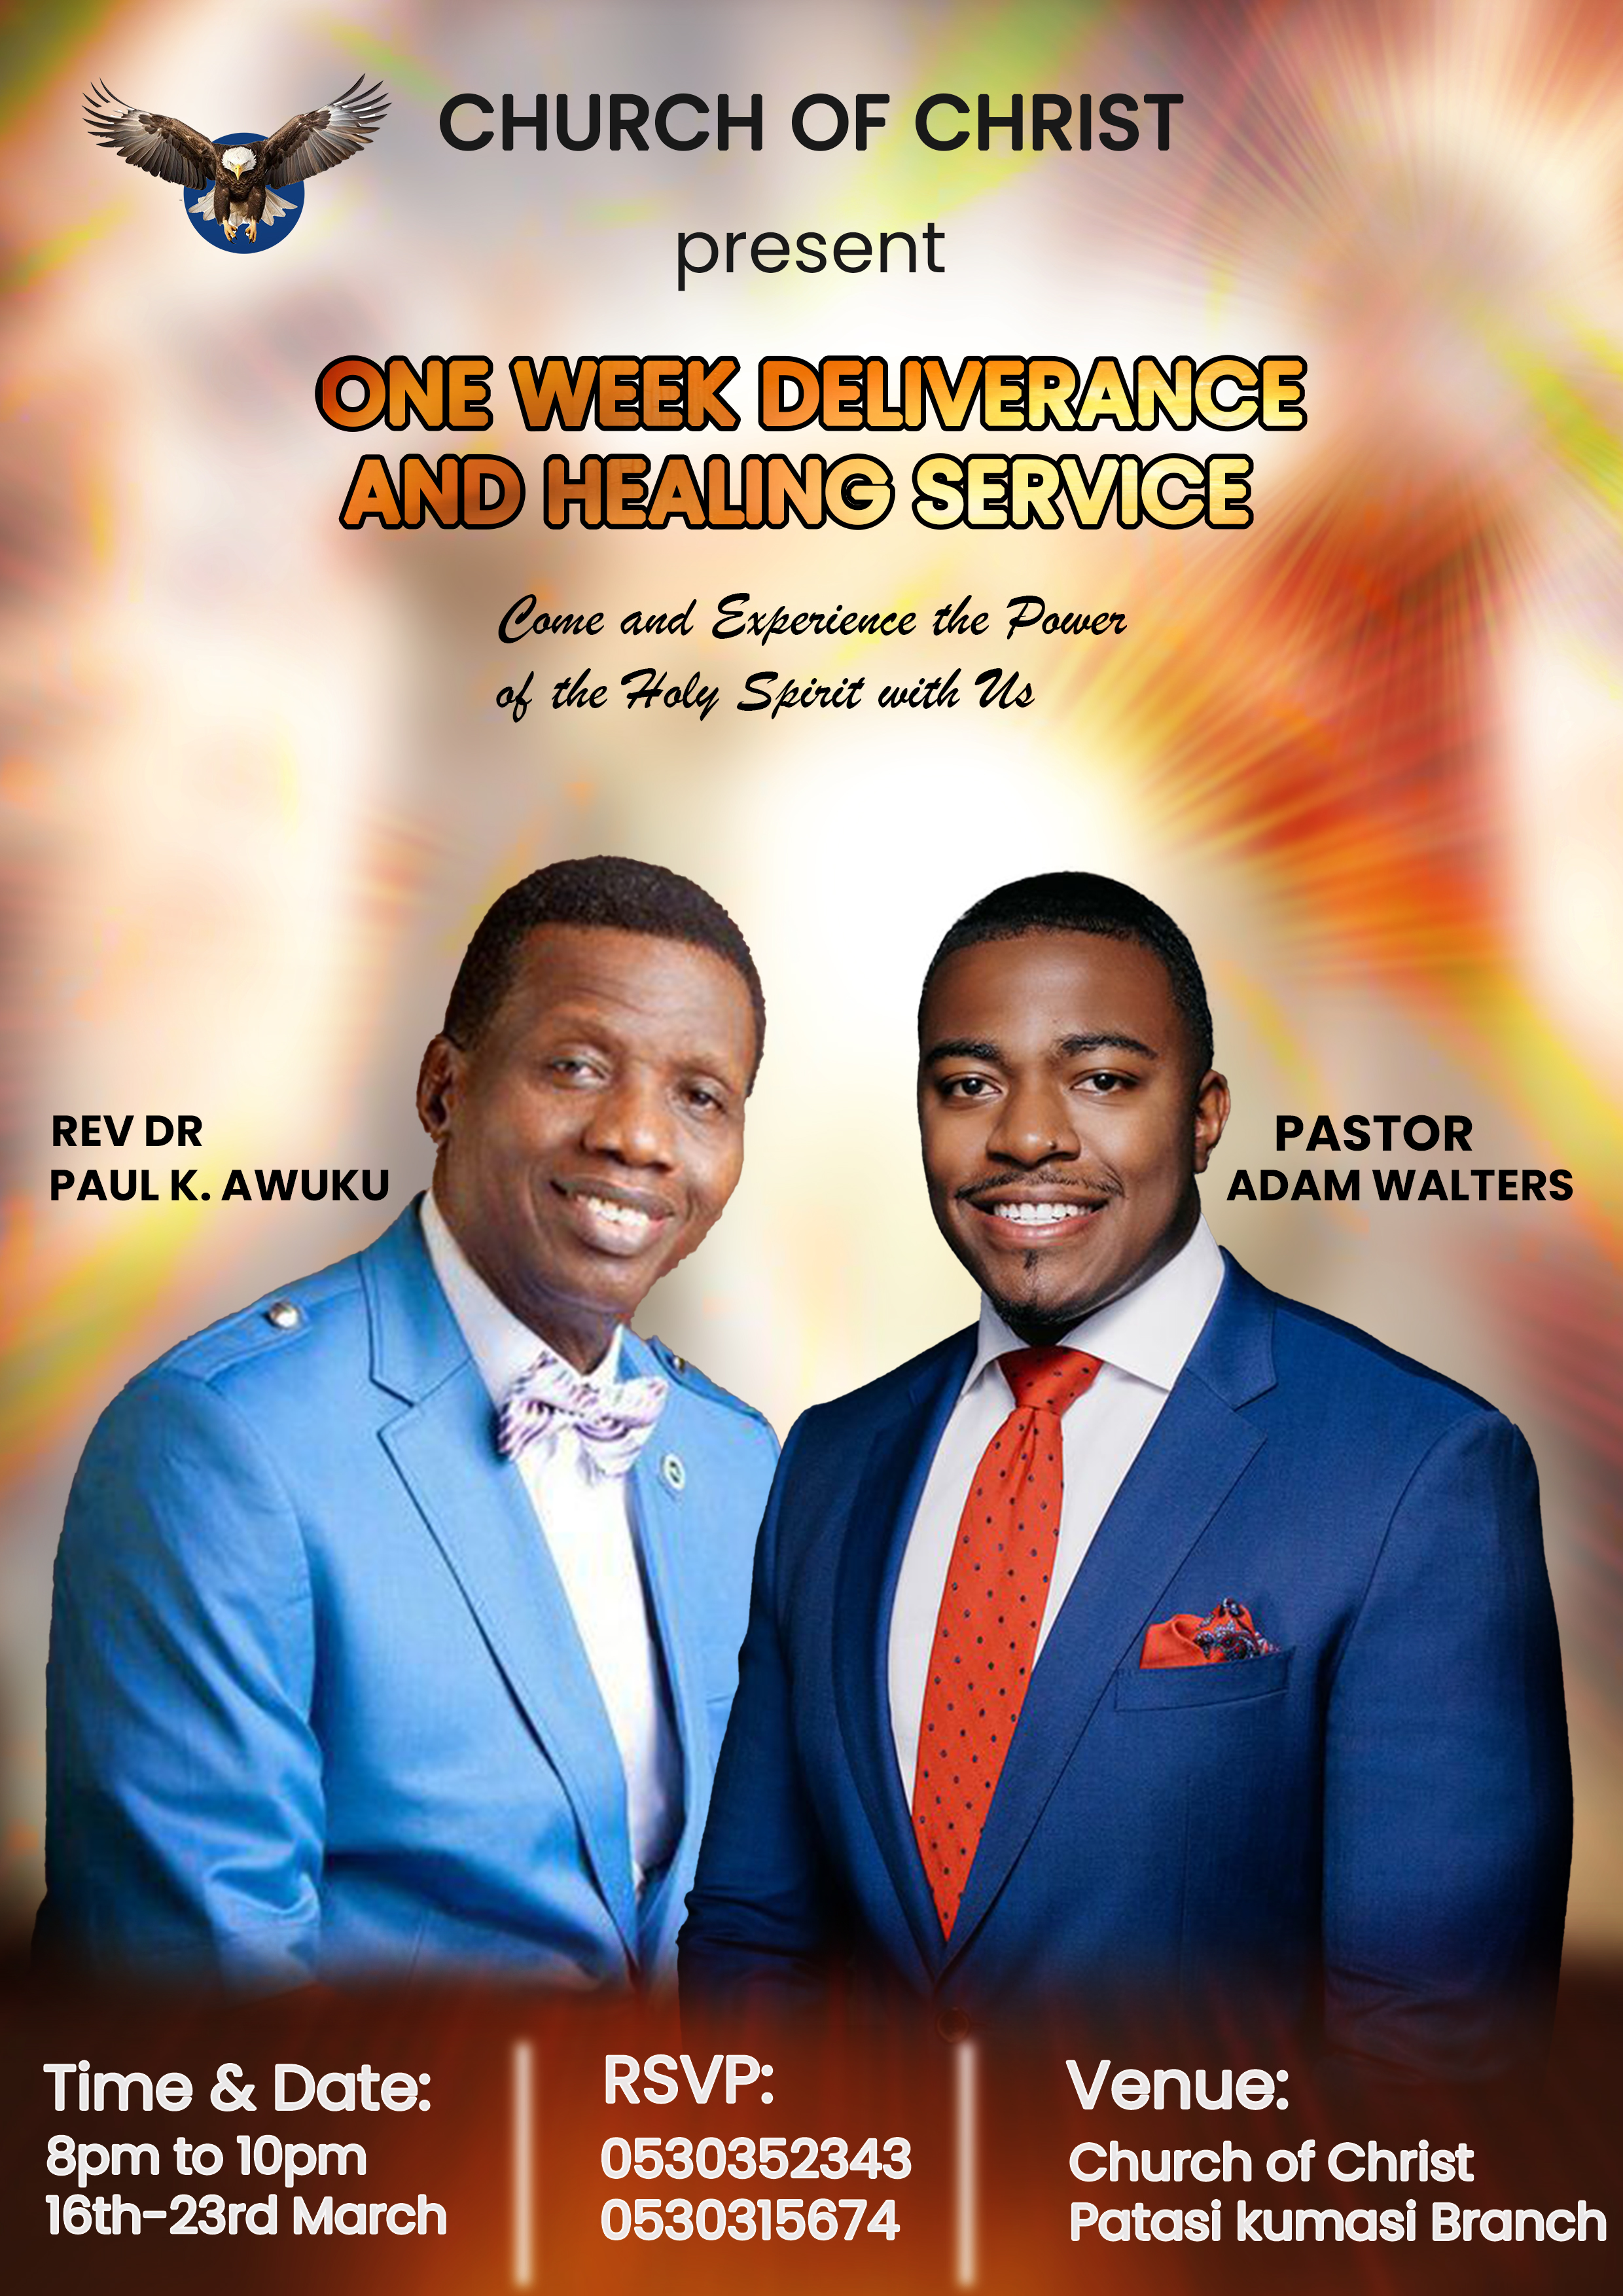 CHURCH OF CHRIST
present
ONE WEEK DELIVERANCE
AND HEALING SERVICE
Come and Experience the Power
of the Holy Spirit with Us
REV DR
PAUL K. AWUKU
PASTOR
ADAM WALTERS
Time & Date:
8pm to 10pm
16th-23rd March
RSVP:
0530352343
0530315674
Venue:
Church of Christ
Patasi kumasi Branch